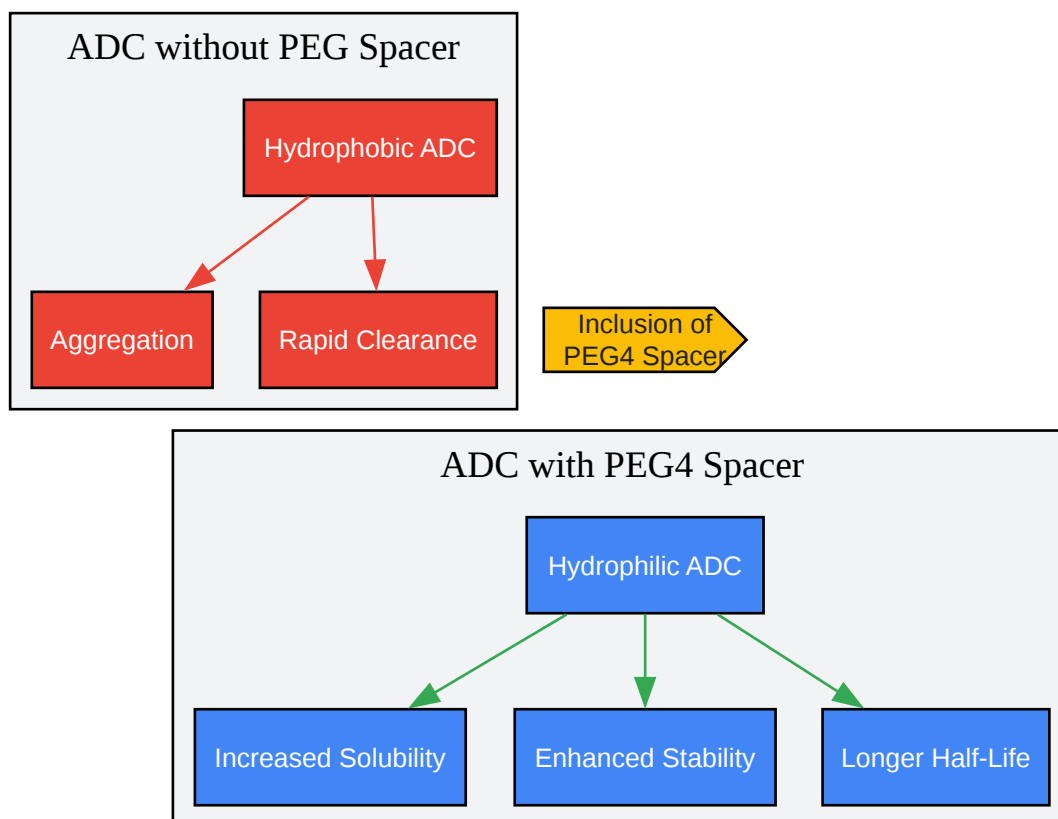 ADC without PEG Spacer
Hydrophobic ADC
Aggregation
Rapid Clearance
Inclusion of
PEG4 Spacer
ADC with PEG4 Spacer
Hydrophilic ADC
Increased Solubility
Enhanced Stability
Longer Half-Life